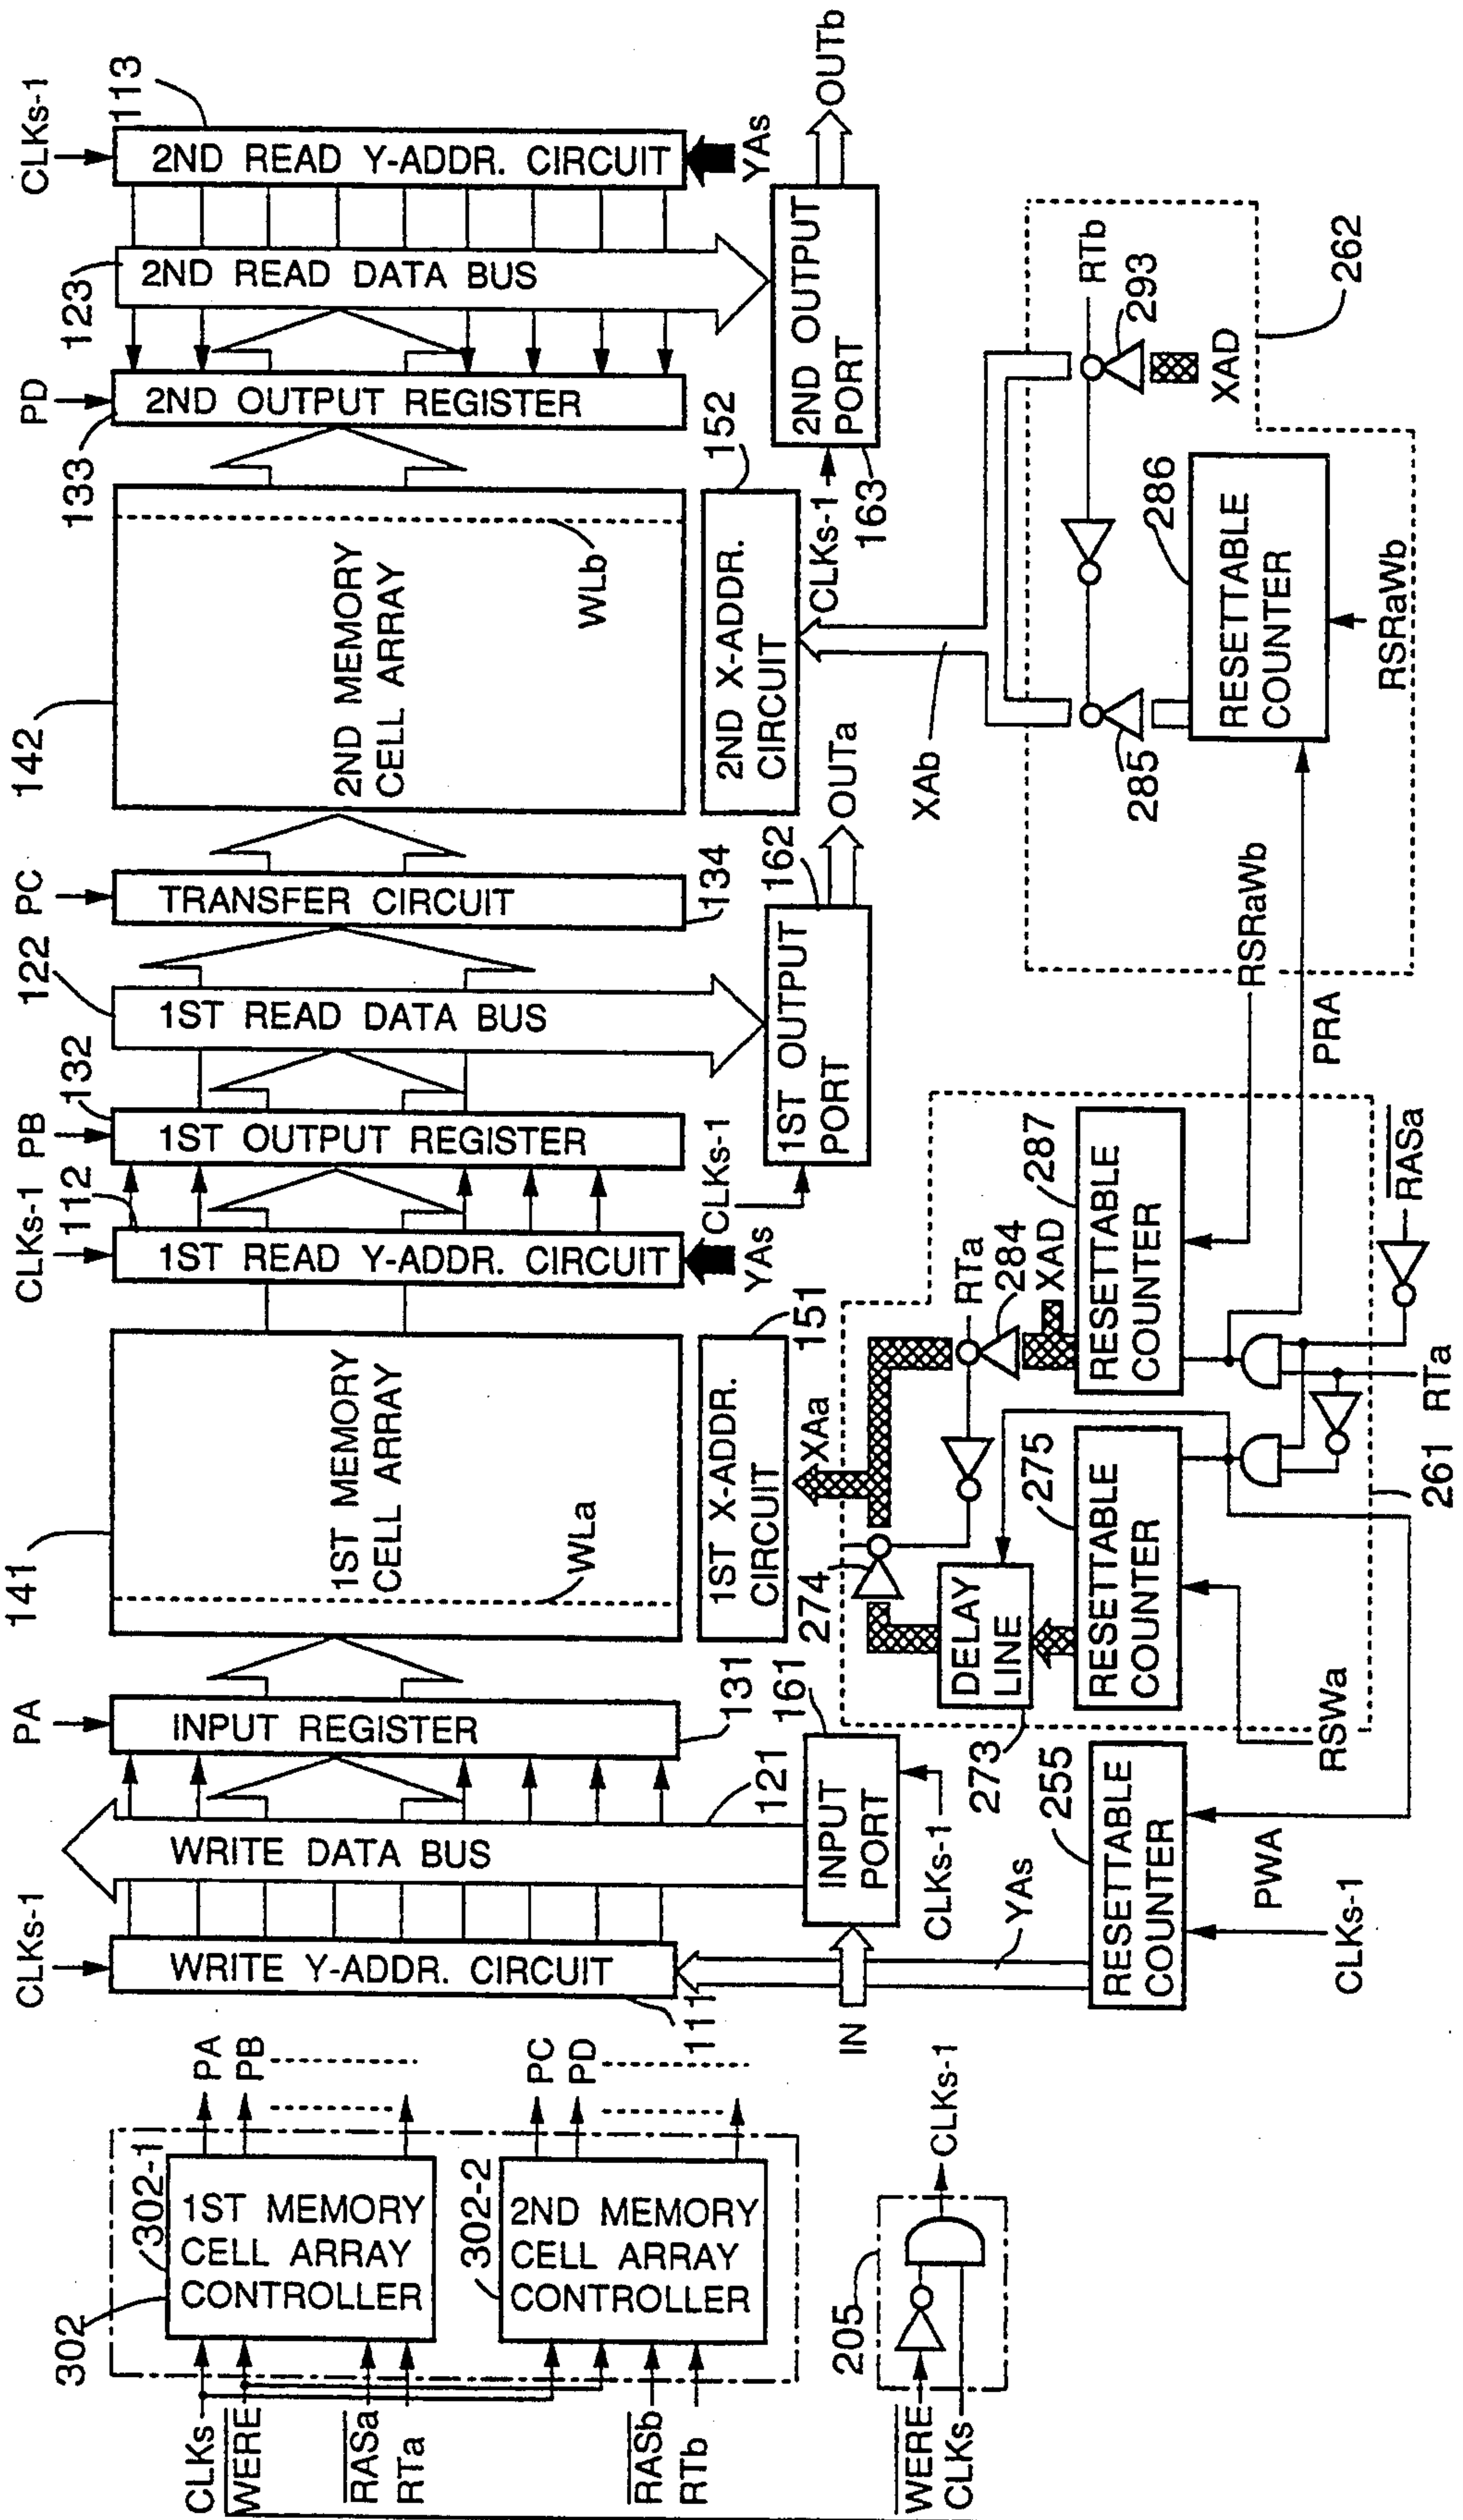 CLKs
WERE
RASa
RTa
RASb
RTb
302
302-1
1ST MEMORY
CELL ARRAY
CONTROLLER
302-2
2ND MEMORY
CELL ARRAY
CONTROLLER
PA
PB
PC
PD
WERE
CLKs
205
CLKs-1
CLKs-1
WRITE Y-ADDR. CIRCUIT
111
WRITE DATA BUS
121
PA
INPUT REGISTER
131
141
1ST MEMORY
CELL ARRAY
WLa
CLKs-1
112
1ST READ Y-ADDR. CIRCUIT
YAs
PB
132
1ST OUTPUT REGISTER
122
1ST READ DATA BUS
PC
TRANSFER CIRCUIT
134
142
2ND MEMORY
CELL ARRAY
WLb
PD
133
2ND OUTPUT REGISTER
123
2ND READ DATA BUS
CLKs-1
113
2ND READ Y-ADDR. CIRCUIT
YAs
IN
INPUT
PORT
161
CLKs-1
YAs
1ST X-ADDR.
CIRCUIT
151
XAa
CLKs-1
1ST OUTPUT
PORT
162
OUTa
2ND X-ADDR.
CIRCUIT
152
CLKs-1
2ND OUTPUT
PORT
163
OUTb
XAb
255
RESETTABLE
COUNTER
PWA
CLKs-1
273
DELAY
LINE
274
275
RESETTABLE
COUNTER
RSWa
RTa
284
XAD
287
RESETTABLE
COUNTER
261
RTa
RASa
RSRaWb
PRA
285
286
RESETTABLE
COUNTER
RSRaWb
RTb
293
XAD
262